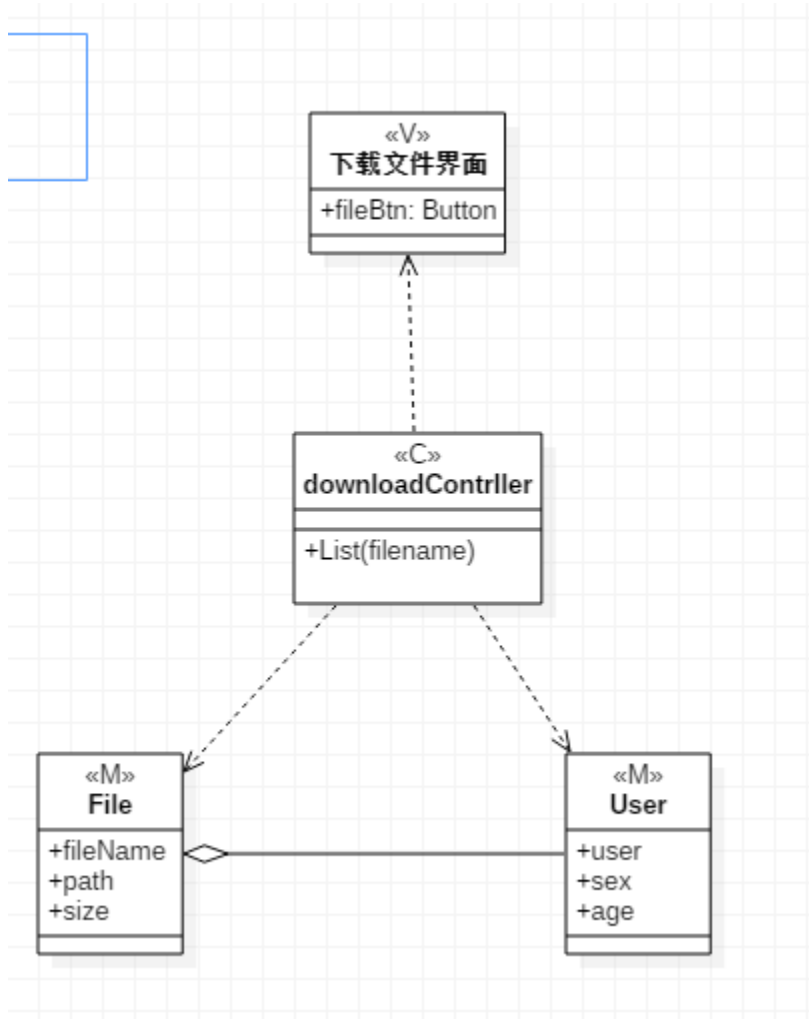 «V»
下载文件界面
+fileBtn: Button
«C»
downloadContrller
+List(filename)
«M»
File
+fileName
+path
+size
«M»
User
+user
+sex
+age